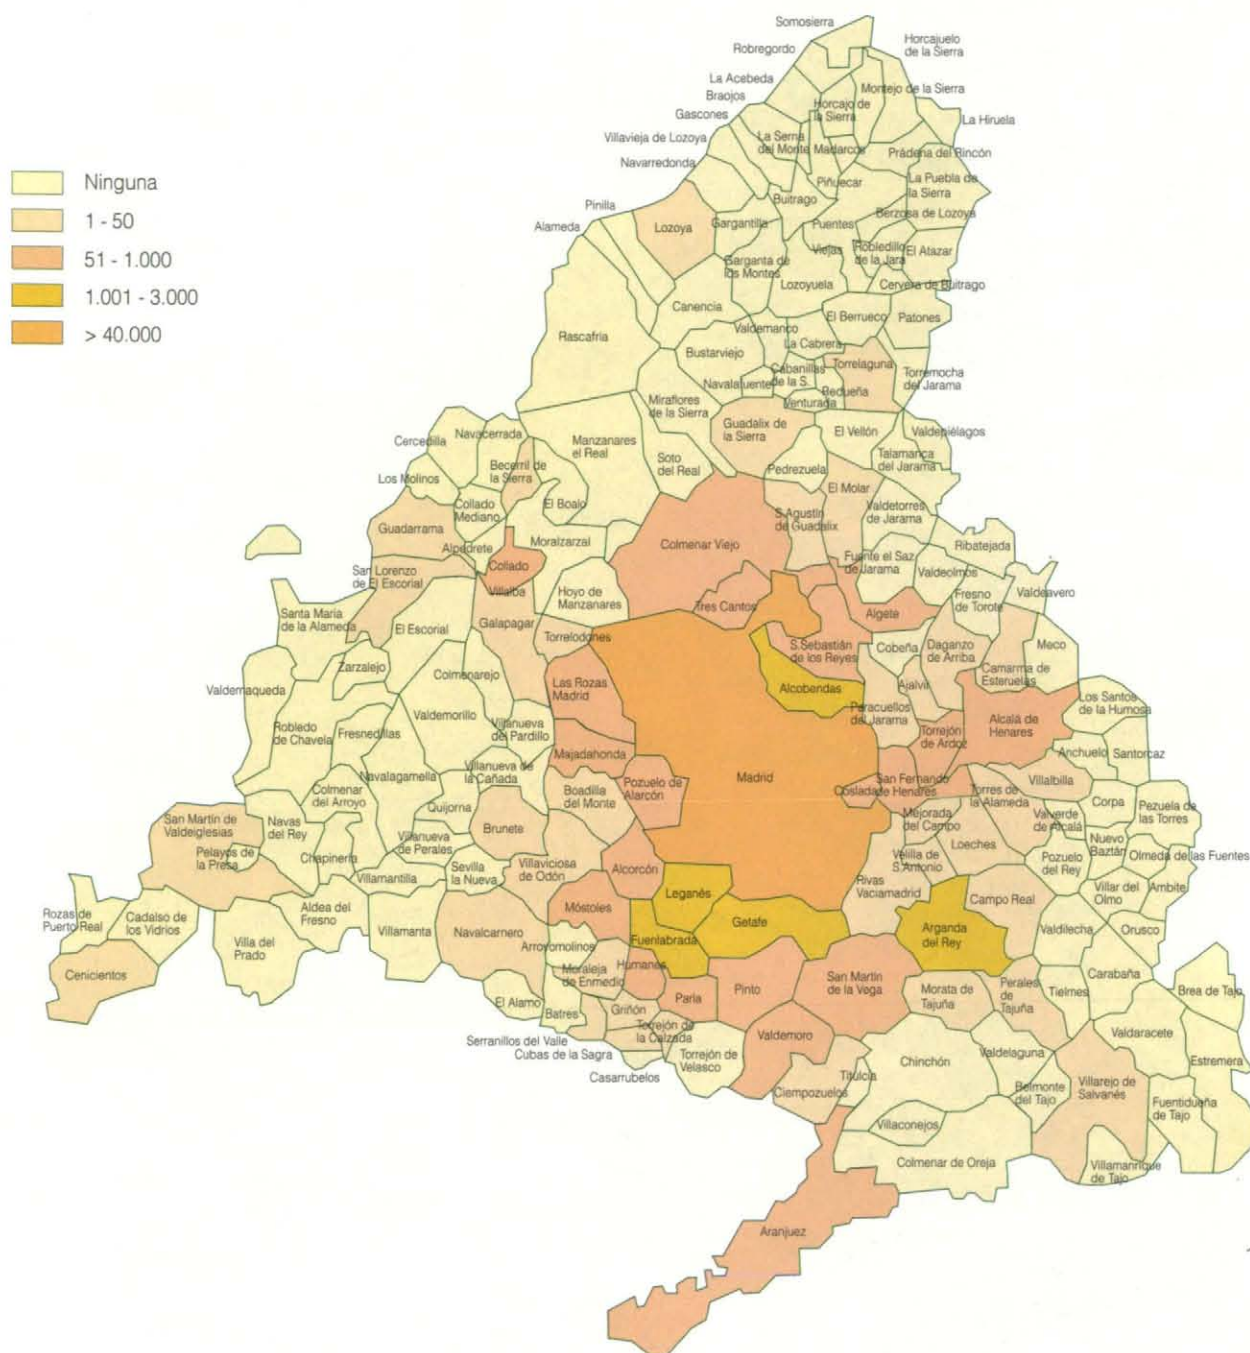 Somosierra
Horcajuelo
de la Sierra
Robregordo
La Acebeda
Montejo de la Sierra
Braojos
Horcajo de
la Sierra
Gascones
La Hiruela
Villavieja de Lozoya
La Serna
del Monte
Madarcos
Prádena del Rincón
Navarredonda
Piñuecar
La Puebla de
la Sierra
Ninguna
1 - 50
51 - 1.000
1.001 - 3.000
> 40.000
Pinilla
Buitrago
Berzosa de Lozoya
Alameda
Lozoya
Gargantilla
Puentes
Viejas
Robledillo
de la Jara
El Atazar
Garganta de
los Montes
Lozoyuela
Cervera de Buitrago
Canencia
El Berrueco
Patones
Rascafria
Valdemanco
La Cabrera
Bustarviejo
Torrelaguna
Cabanillas
de la S.
Torremocha
del Jarama
Navalafuente
Redueña
Venturada
Miraflores
de la Sierra
Guadalix de
la Sierra
El Vellón
Valdepiélagos
Cercedilla
Navacerrada
Manzanares
el Real
Soto
del Real
Talamanca
del Jarama
Los Molinos
Becerril de
la Sierra
Pedrezuela
El Boalo
El Molar
Collado
Mediano
Valdetorres
de Jarama
Guadarrama
S.Agustin
de Guadalix
Alpedrete
Moralzarzal
Colmenar Viejo
Ribatejada
Collado
Villalba
Fuente el Saz
de Jarama
San Lorenzo
de El Escorial
Valdeolmos
Hoyo de
Manzanares
Fresno
de Torote
Valdeavero
Santa María
de la Alameda
Tres Cantos
Algete
El Escorial
Galapagar
Torrelodones
S.Sebastián
de los Reyes
Cobeña
Daganzo
de Arriba
Meco
Zarzalejo
Colmenarejo
Camarma de
Esteruelas
Valdemaqueda
Las Rozas
Madrid
Alcobendas
Ajalvir
Los Santos
de la Humosa
Robledo
de Chavela
Fresnedillas
Valdemorillo
Villanueva
del Pardillo
Paracuellos
del Jarama
Alcalá de
Henares
Torrejón
de Ardoz
Majadahonda
Anchuelo
Santorcaz
Navalagamella
Villanueva de
la Cañada
Madrid
San Fernando
de Henares
Coslada
Villalbilla
Pozuelo de
Alarcón
Colmenar
del Arroyo
Boadilla
del Monte
Torres de
la Alameda
Quijorna
Corpa
Pezuela de
las Torres
San Martín de
Valdeiglesias
Navas
del Rey
Mejorada
del Campo
Valverde
de Alcalá
Brunete
Villanueva
de Perales
Loeches
Nuevo
Baztán
Pelayos de
la Presa
Chapinería
Velilla de
S.Antonio
Pozuelo
del Rey
Olmeda de las Fuentes
Sevilla
la Nueva
Villaviciosa
de Odón
Alcorcón
Villamantilla
Rivas
Vaciamadrid
Villar del
Olmo
Ambite
Leganés
Campo Real
Rozas de
Puerto Real
Cadalso de
los Vidrios
Aldea del
Fresno
Móstoles
Getafe
Arganda
del Rey
Valdilecha
Orusco
Villamanta
Navalcarnero
Villa del
Prado
Arroyomolinos
Fuenlabrada
Cenicientos
Moraleja
de Enmedio
Humanes
San Martín
de la Vega
Carabaña
Pinto
Morata de
Tajuña
Perales
de
Tajuña
Tielmes
Brea de Tajo
El Alamo
Parla
Batres
Griñón
Valdaracete
Torrejón de
la Calzada
Valdemoro
Serranillos del Valle
Cubas de la Sagra
Chinchón
Valdelaguna
Estremera
Torrejón de
Velasco
Casarrubelos
Titulcia
Belmonte
del Tajo
Villarejo de
Salvanés
Ciempozuelos
Fuentidueña
de Tajo
Villaconejos
Colmenar de Oreja
Villamanrique
de Tajo
Aranjuez